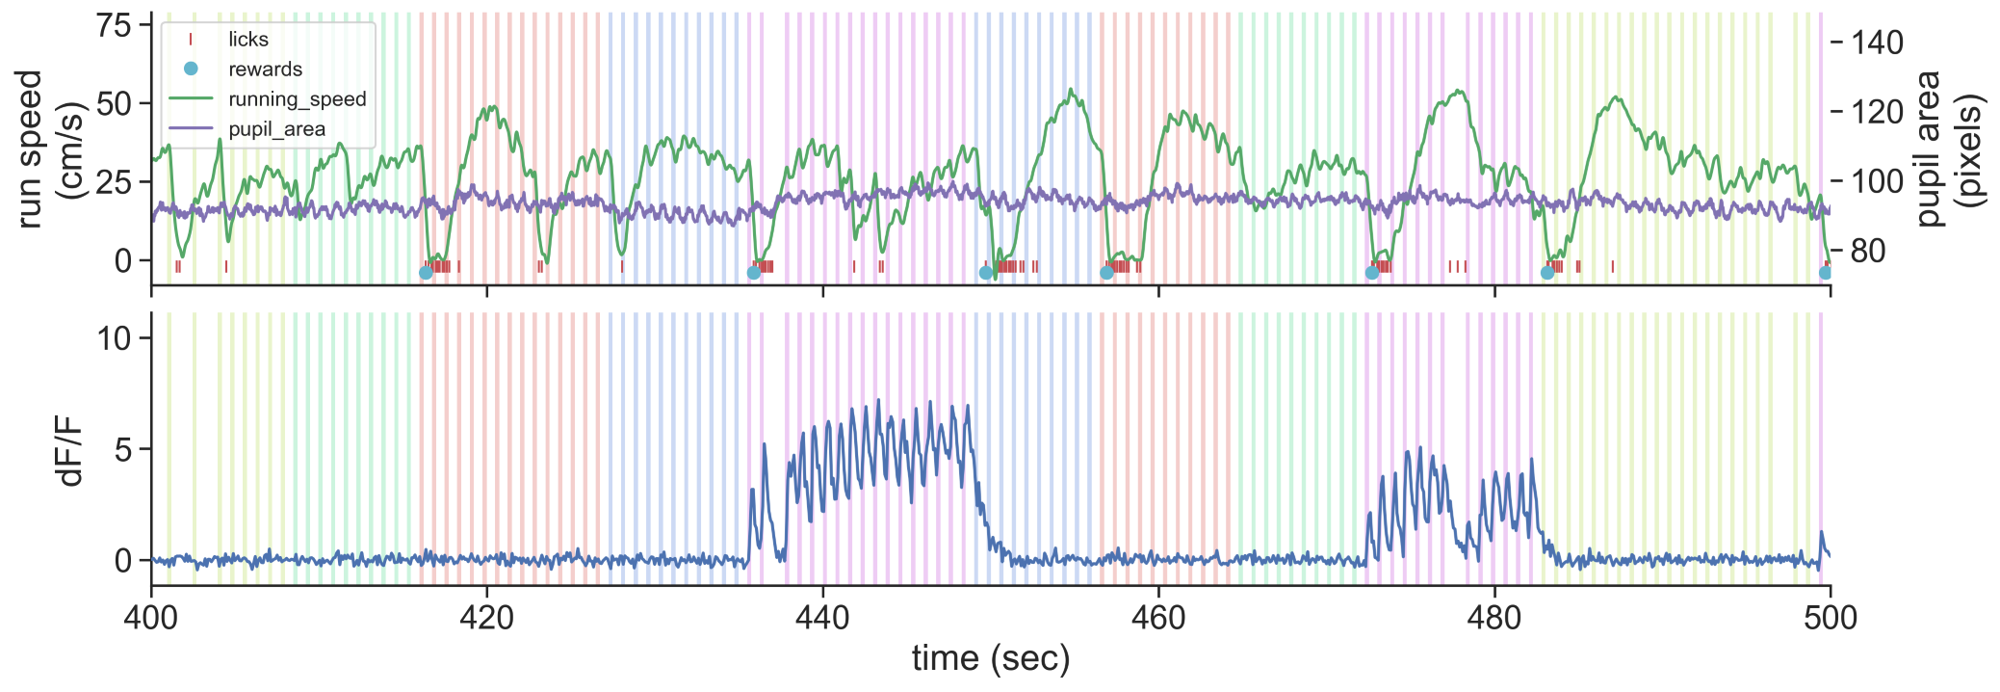 run speed
(cm/s)
75
50
25
0
licks
rewards
running_speed
pupil_area
140
120
100
80
pupil area
(pixels)
dF/F
10
5
0
400
420
440
460
480
500
time (sec)